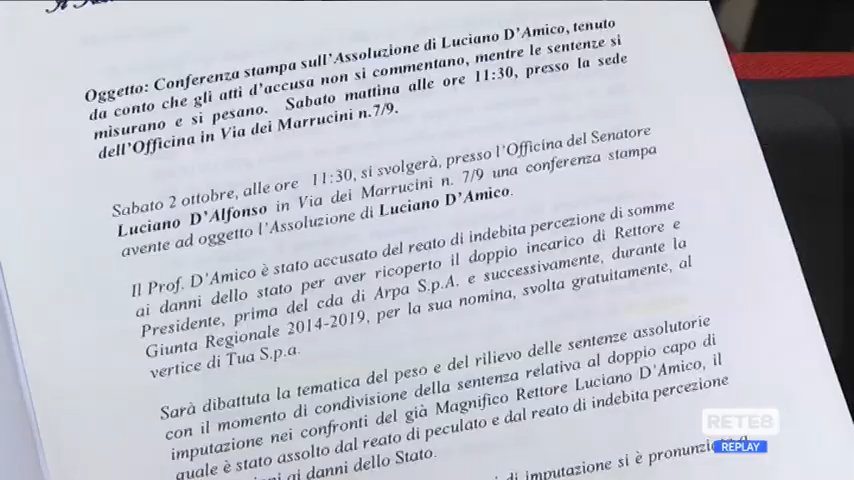 Oggetto: Conferenza stampa sull'Assoluzione di Luciano D'Amico, tenuto
da conto che gli atti d'accusa non si commentano, mentre le sentenze si
misurano e si pesano. Sabato mattina alle ore 11:30, presso la sede
dell'Officina in Via dei Marrucini n.7/9.
Sabato 2 ottobre, alle ore 11:30, si svolgerà, presso l'Officina del Senatore
Luciano D'Alfonso in Via dei Marrucini n. 7/9 una conferenza stampa
avente ad oggetto l'Assoluzione di Luciano D'Amico.
Il Prof. D'Amico è stato accusato del reato di indebita percezione di somme
ai danni dello stato per aver ricoperto il doppio incarico di Rettore e
Presidente, prima del cda di Arpa S.p.A. e successivamente, durante la
Giunta Regionale 2014-2019, per la sua nomina, svolta gratuitamente, al
vertice di Tua S.p.a.
Sarà dibattuta la tematica del peso e del rilievo delle sentenze assolutorie
con il momento di condivisione della sentenza relativa al doppio capo di
imputazione nei confronti del già Magnifico Rettore Luciano D'Amico, il
quale è stato assolto dal reato di peculato e dal reato di indebita percezione
ai danni dello Stato.
di imputazione si è
RETE8
REPLAY